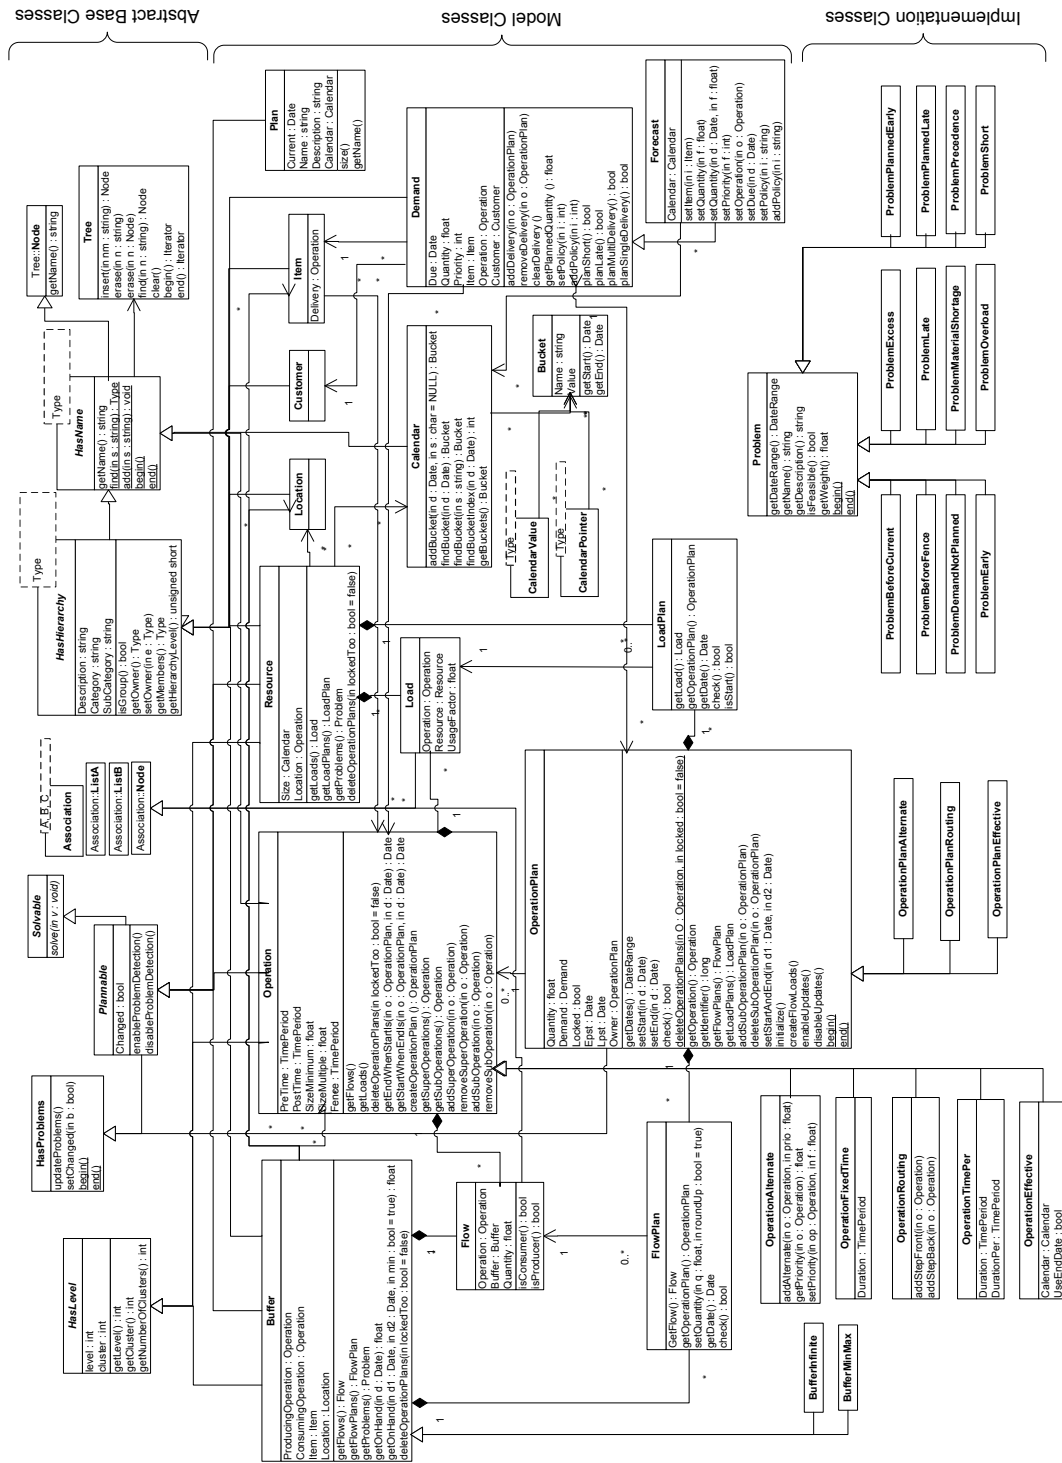 Abstract Base Classes
Model Classes
Implementation Classes
HasLevel
level : int
cluster : int
getLevel() : int
getCluster() : int
getNumberOfClusters() : int
HasProblems
updateProblems()
setChanged(in b : bool)
begin()
end()
Solvable
solve(in v : void)
Plannable
Changed : bool
enableProblemDetection()
disableProblemDetection()
A, B, C
Association
Association::ListA
Association::ListB
Association::Node
Type
HasHierarchy
Description : string
Category : string
SubCategory : string
isGroup() : bool
getOwner() : Type
setOwner(in e : Type)
getMembers() : Type
getHierarchyLevel() : unsigned short
Type
HasName
getName() : string
find(in s : string) : Type
add(in s : string) : void
begin()
end()
Tree::Node
getName() : string
Tree
insert(in nm : string) : Node
erase(in n : string)
erase(in n : Node)
find(in n : string) : Node
clear()
begin() : Iterator
end() : Iterator
Buffer
ProducingOperation : Operation
ConsumingOperation : Operation
Item : Item
Location : Location
getFlows() : Flow
getFlowPlans() : FlowPlan
getProblems() : Problem
getOnHand(in d : Date) : float
getOnHand(in d1 : Date, in d2 : Date, in min : bool = true) : float
deleteOperationPlans(in lockedToo : bool = false)
Operation
PreTime : TimePeriod
PostTime : TimePeriod
SizeMinimum : float
SizeMultiple : float
Fence : TimePeriod
getFlows()
getLoads()
deleteOperationPlans(in lockedToo : bool = false)
getEndWhenStarts(in o : OperationPlan, in d : Date) : Date
getStartWhenEnds(in o : OperationPlan, in d : Date) : Date
createOperationPlan() : OperationPlan
getSuperOperations() : Operation
getSubOperations() : Operation
addSuperOperation(in o : Operation)
removeSuperOperation(in o : Operation)
addSubOperation(in o : Operation)
removeSubOperation(in o : Operation)
Resource
Size : Calendar
Location : Operation
getLoads() : Load
getLoadPlans() : LoadPlan
getProblems() : Problem
deleteOperationPlans(in lockedToo : bool = false)
Location
Customer
Item
Delivery : Operation
Plan
Current : Date
Name : string
Description : string
Calendar : Calendar
size()
getName()
Flow
Operation : Operation
Buffer : Buffer
Quantity : float
isConsumer() : bool
isProducer() : bool
Load
Operation : Operation
Resource : Resource
UsageFactor : float
Calendar
addBucket(in d : Date, in s : char = NULL) : Bucket
findBucket(in d : Date) : Bucket
findBucket(in s : string) : Bucket
findBucketIndex(in d : Date) : int
getBuckets() : Bucket
Demand
Due : Date
Quantity : float
Priority : int
Item : Item
Operation : Operation
Customer : Customer
addDelivery(in o : OperationPlan)
removeDelivery(in o : OperationPlan)
clearDelivery ()
getPlannedQuantity () : float
setPolicy(in i : int)
addPolicy(in i : int)
planShort() : bool
planLate() : bool
planMultiDelivery() : bool
planSingleDelivery() : bool
Type
CalendarValue
Type
CalendarPointer
Bucket
Name : string
Value
getStart() : Date
getEnd() : Date
FlowPlan
GetFlow() : Flow
getOperationPlan() : OperationPlan
setQuantity(in q : float, in roundUp : bool = true)
getDate() : Date
check() : bool
OperationPlan
Quantity : float
Demand : Demand
Locked : bool
Epst : Date
Lpst : Date
Owner : OperationPlan
getDates() : DateRange
setStart(in d : Date)
setEnd(in d : Date)
check() : bool
deleteOperationPlans(in O : Operation, in locked : bool = false)
getOperation() : Operation
getIdentifier() : long
getFlowPlans() : FlowPlan
getLoadPlans() : LoadPlan
addSubOperationPlan(in o : OperationPlan)
deleteSubOperationPlan(in o : OperationPlan)
setStartAndEnd(in d1 : Date, in d2 : Date)
initialize()
createFlowLoads()
enableUpdates()
disableUpdates()
begin()
end()
LoadPlan
getLoad() : Load
getOperationPlan() : OperationPlan
getDate() : Date
check() : bool
isStart() : bool
Forecast
Calendar : Calendar
setItem(in i : Item)
setQuantity(in f : float)
setQuantity(in d : Date, in f : float)
setPriority(in f : int)
setOperation(in o : Operation)
setDue(in d : Date)
setPolicy(in i : string)
addPolicy(in i : string)
BufferInfinite
BufferMinMax
OperationAlternate
addAlternate(in o : Operation, in prio : float)
getPriority(in o : Operation) : float
setPriority(in op : Operation, in f : float)
OperationFixedTime
Duration : TimePeriod
OperationRouting
addStepFront(in o : Operation)
addStepBack(in o : Operation)
OperationTimePer
Duration : TimePeriod
DurationPer : TimePeriod
OperationEffective
Calendar : Calendar
UseEndDate : bool
OperationPlanAlternate
OperationPlanRouting
OperationPlanEffective
Problem
getDateRange() : DateRange
getName() : string
getDescription() : string
isFeasible() : bool
getWeight() : float
begin()
end()
ProblemBeforeCurrent
ProblemBeforeFence
ProblemDemandNotPlanned
ProblemEarly
ProblemExcess
ProblemLate
ProblemMaterialShortage
ProblemOverload
ProblemPlannedEarly
ProblemPlannedLate
ProblemPrecedence
ProblemShort